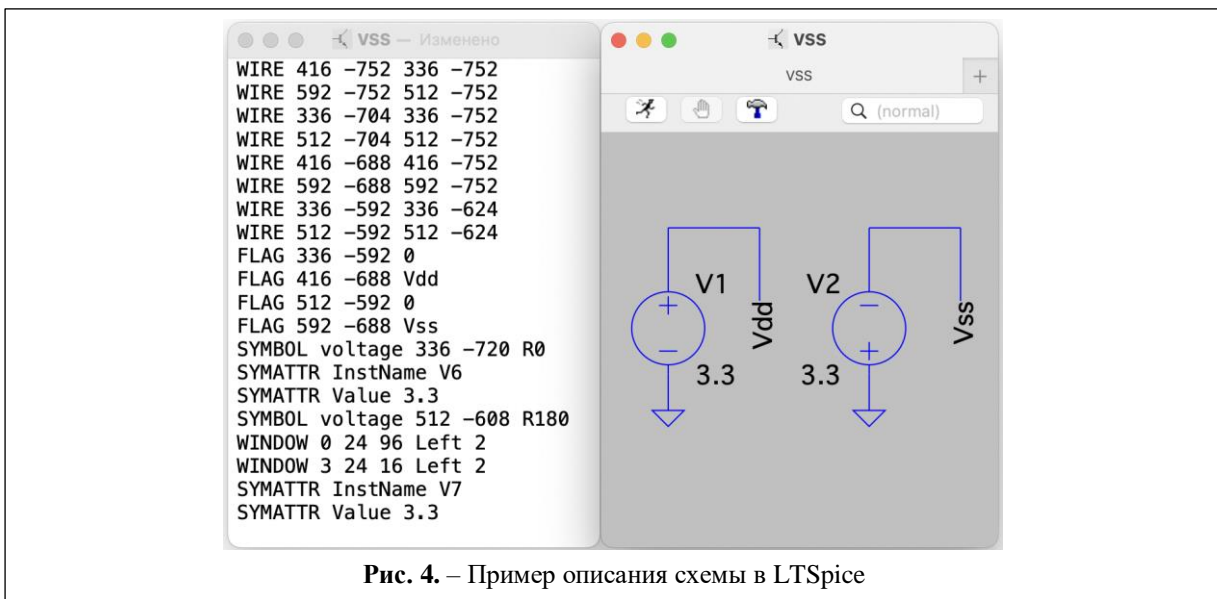 VSS — Изменено
WIRE 416 −752 336 −752
WIRE 592 −752 512 −752
WIRE 336 −704 336 −752
WIRE 512 −704 512 −752
WIRE 416 −688 416 −752
WIRE 592 −688 592 −752
WIRE 336 −592 336 −624
WIRE 512 −592 512 −624
FLAG 336 −592 0
FLAG 416 −688 Vdd
FLAG 512 −592 0
FLAG 592 −688 Vss
SYMBOL voltage 336 −720 R0
SYMATTR InstName V6
SYMATTR Value 3.3
SYMBOL voltage 512 −608 R180
WINDOW 0 24 96 Left 2
WINDOW 3 24 16 Left 2
SYMATTR InstName V7
SYMATTR Value 3.3
VSS
VSS
+
(normal)
V1
+
−
3.3
Vdd
V2
−
+
3.3
Vss
Рис. 4. – Пример описания схемы в LTSpice